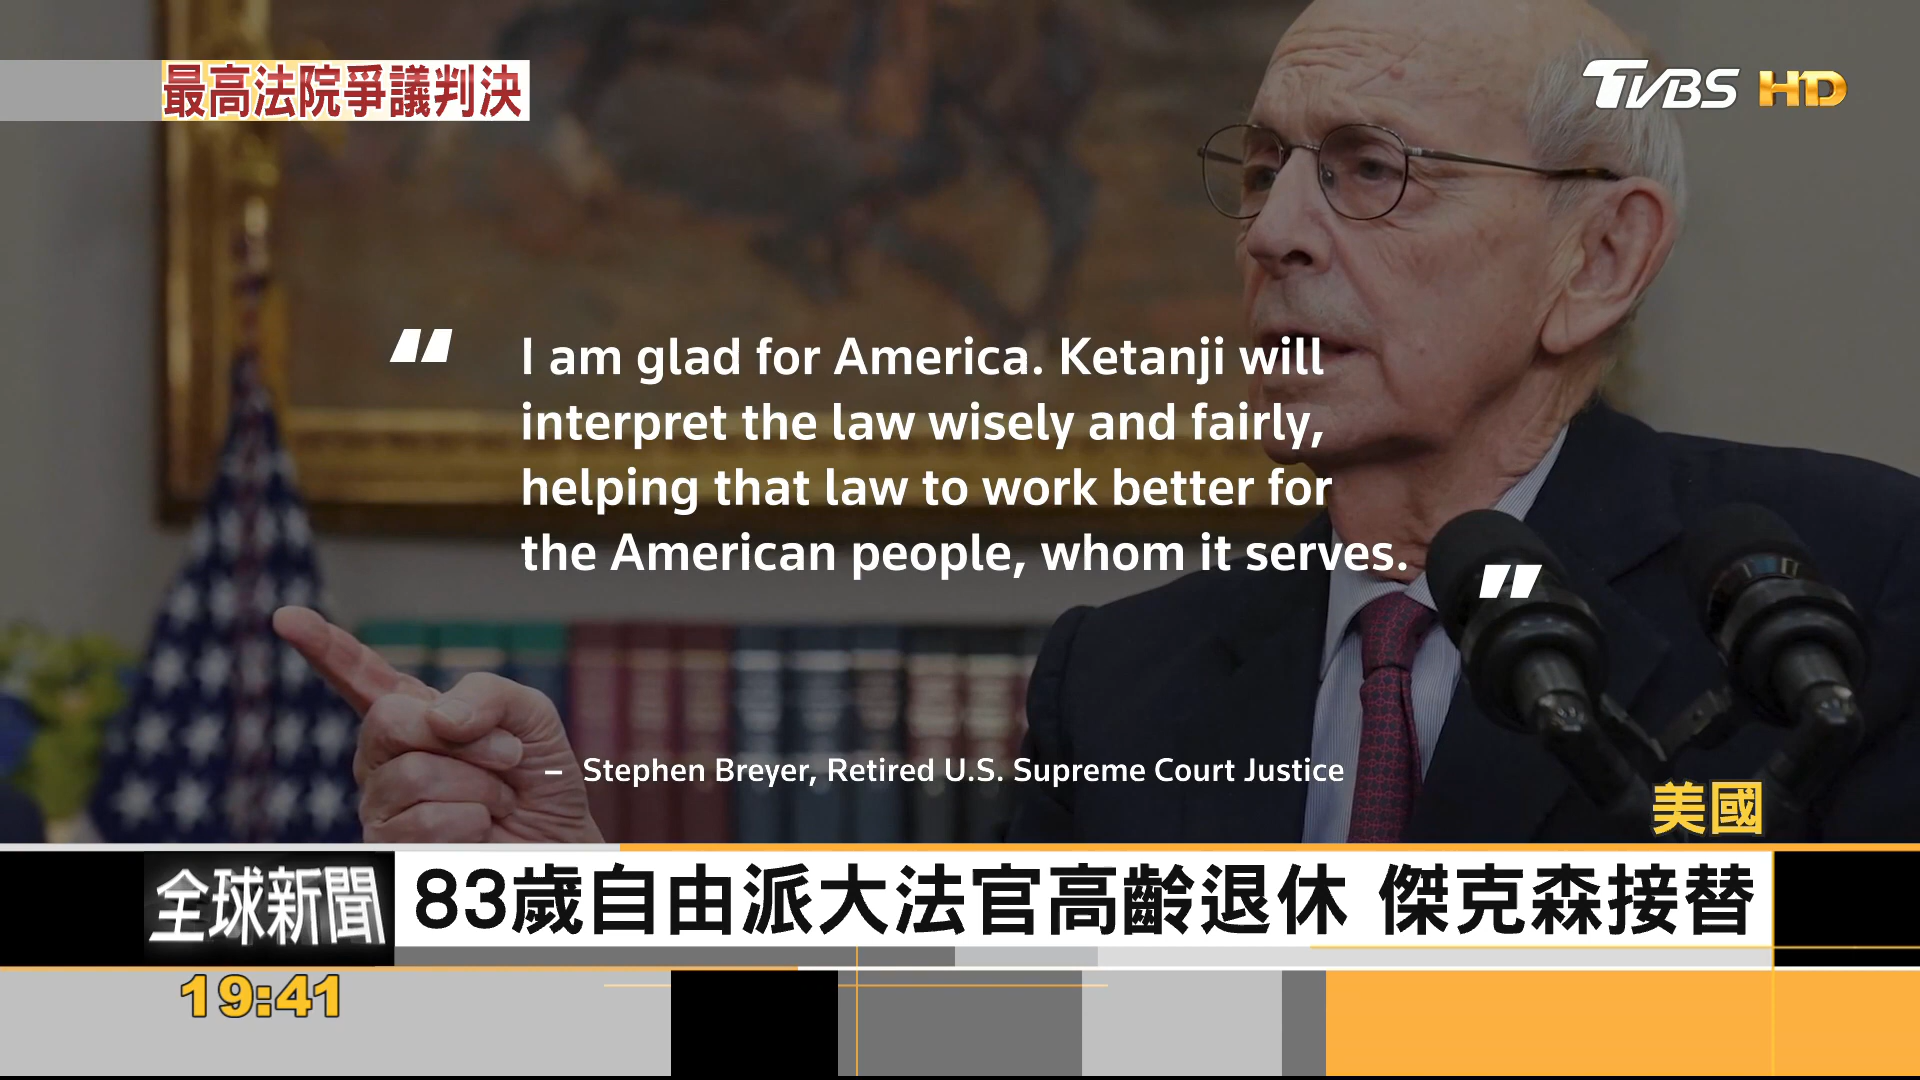 最高法院爭議判決
TVBS HD
“ I am glad for America. Ketanji will
interpret the law wisely and fairly,
helping that law to work better for
the American people, whom it serves. ”
– Stephen Breyer, Retired U.S. Supreme Court Justice
美國
全球新聞
83歲自由派大法官高齡退休 傑克森接替
19:41